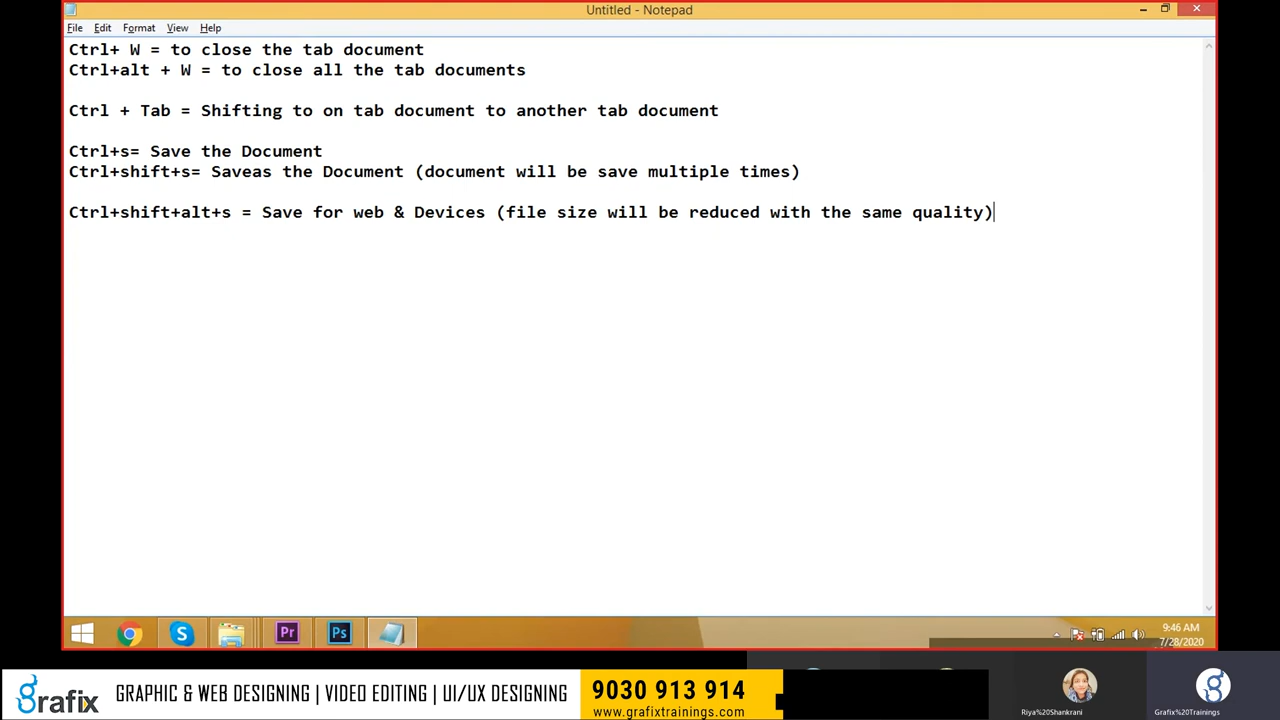 Untitled - Notepad
File Edit Format View Help
Ctrl+ W = to close the tab document
Ctrl+alt + W = to close all the tab documents
Ctrl + Tab = Shifting to on tab document to another tab document
Ctrl+s= Save the Document
Ctrl+shift+s= Saveas the Document (document will be save multiple times)
Ctrl+shift+alt+s = Save for web & Devices (file size will be reduced with the same quality)
S Pr Ps
9:46 AM
7/28/2020
grafix GRAPHIC & WEB DESIGNING | VIDEO EDITING | UI/UX DESIGNING 9030 913 914
www.grafixtrainings.com
Riya%20Shankrani
Grafix%20Trainings